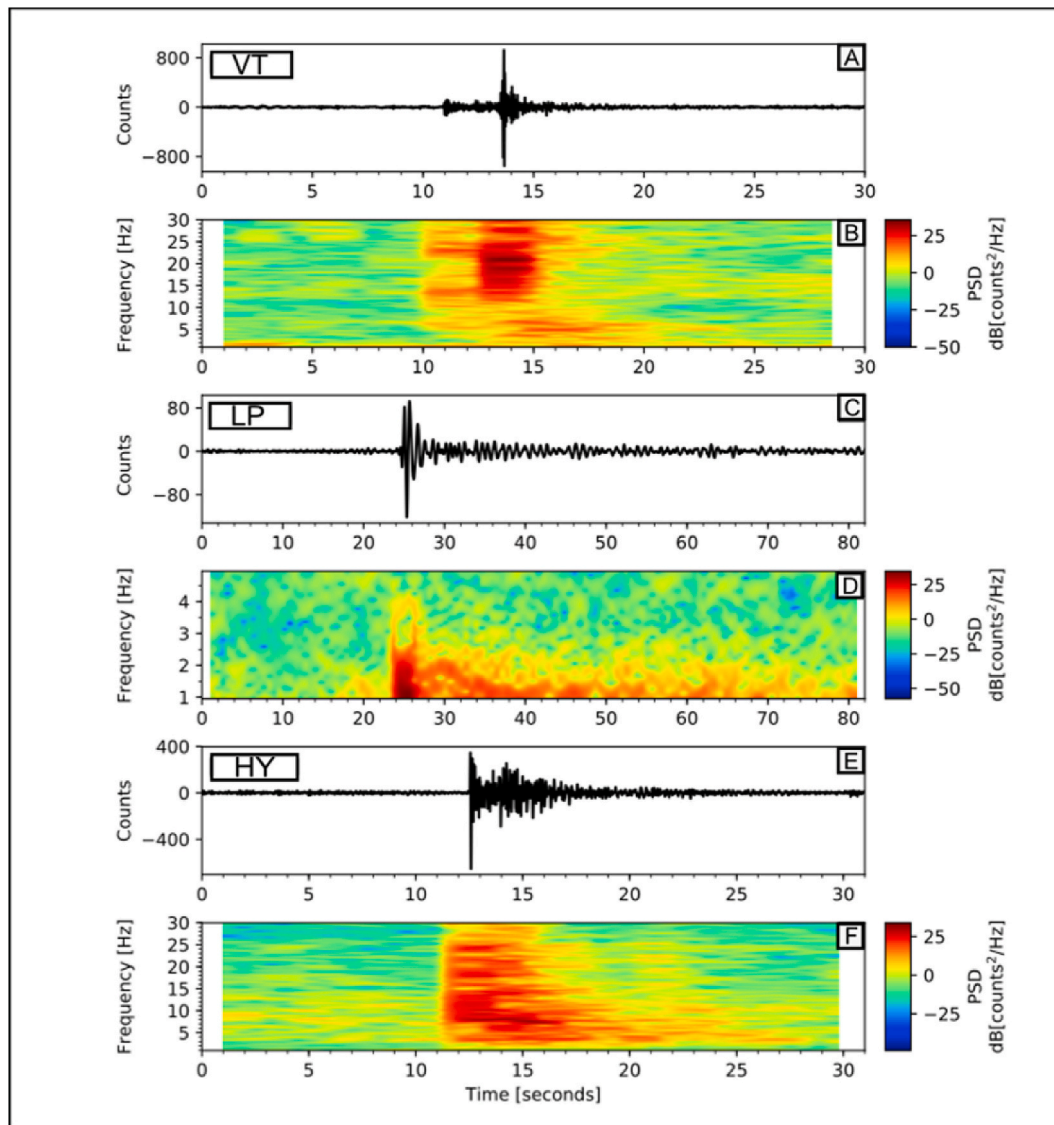 VT
A
Counts
800
0
−800
0 5 10 15 20 25 30
B
Frequency [Hz]
30
25
20
15
10
5
0 5 10 15 20 25 30
25
0
−25
−50
PSD
dB[counts²/Hz]
LP
C
Counts
80
0
−80
0 10 20 30 40 50 60 70 80
D
Frequency [Hz]
4
3
2
1
0 10 20 30 40 50 60 70 80
25
0
−25
−50
PSD
dB[counts²/Hz]
HY
E
Counts
400
0
−400
0 5 10 15 20 25 30
F
Frequency [Hz]
30
25
20
15
10
5
0 5 10 15 20 25 30
Time [seconds]
25
0
−25
PSD
dB[counts²/Hz]